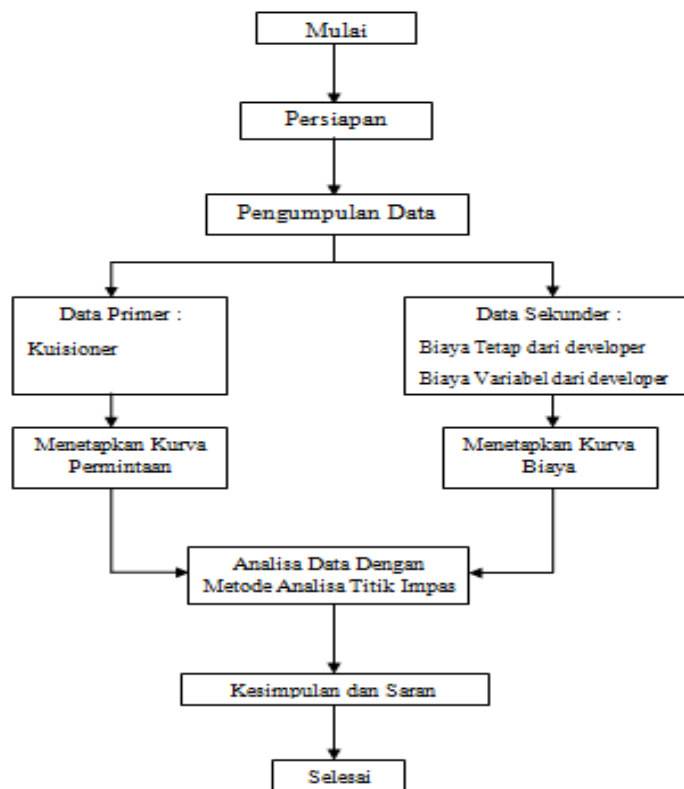 Mulai
Persiapan
Pengumpulan Data
Data Primer :
Kuisioner
Data Sekunder :
Biaya Tetap dari developer
Biaya Variabel dari developer
Menetapkan Kurva
Permintaan
Menetapkan Kurva
Biaya
Analisa Data Dengan
Metode Analisa Titik Impas
Kesimpulan dan Saran
Selesai